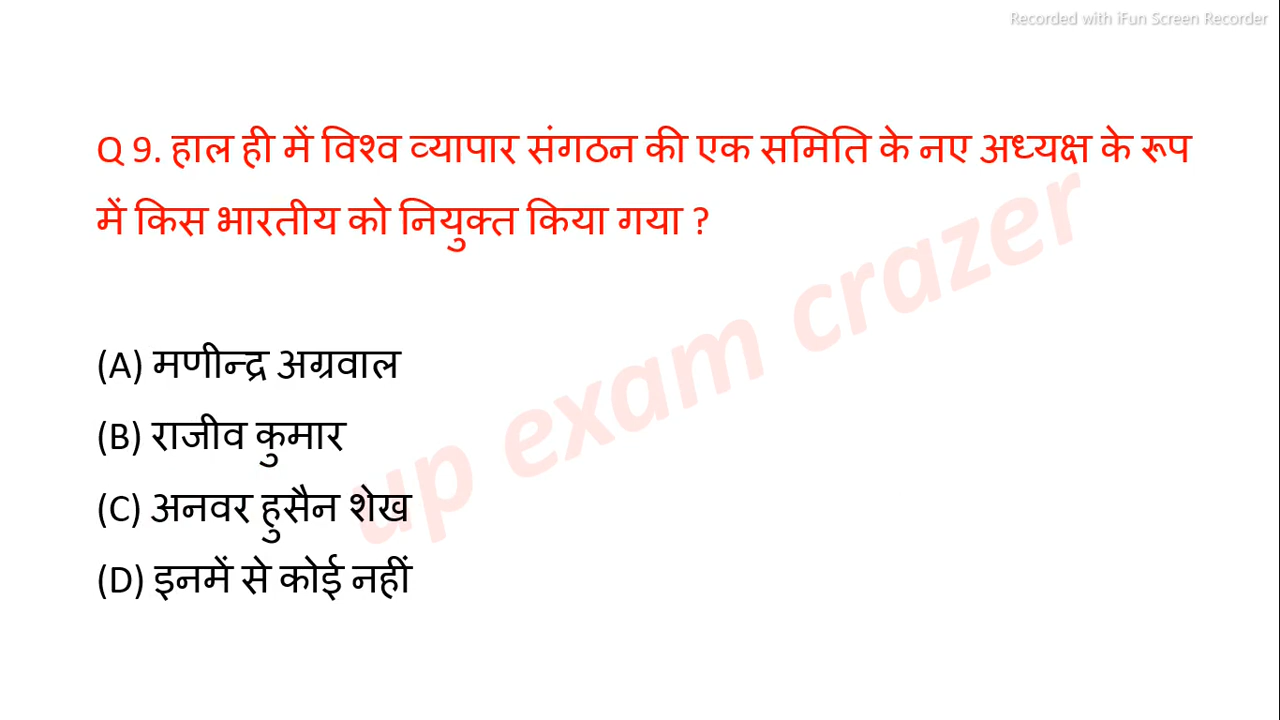 Recorded with iFun Screen Recorder
Q 9. हाल ही में विश्व व्यापार संगठन की एक समिति के नए अध्यक्ष के रूप
में किस भारतीय को नियुक्त किया गया ?
up exam crazer
(A) मणीन्द्र अग्रवाल
(B) राजीव कुमार
(C) अनवर हुसैन शेख
(D) इनमें से कोई नहीं